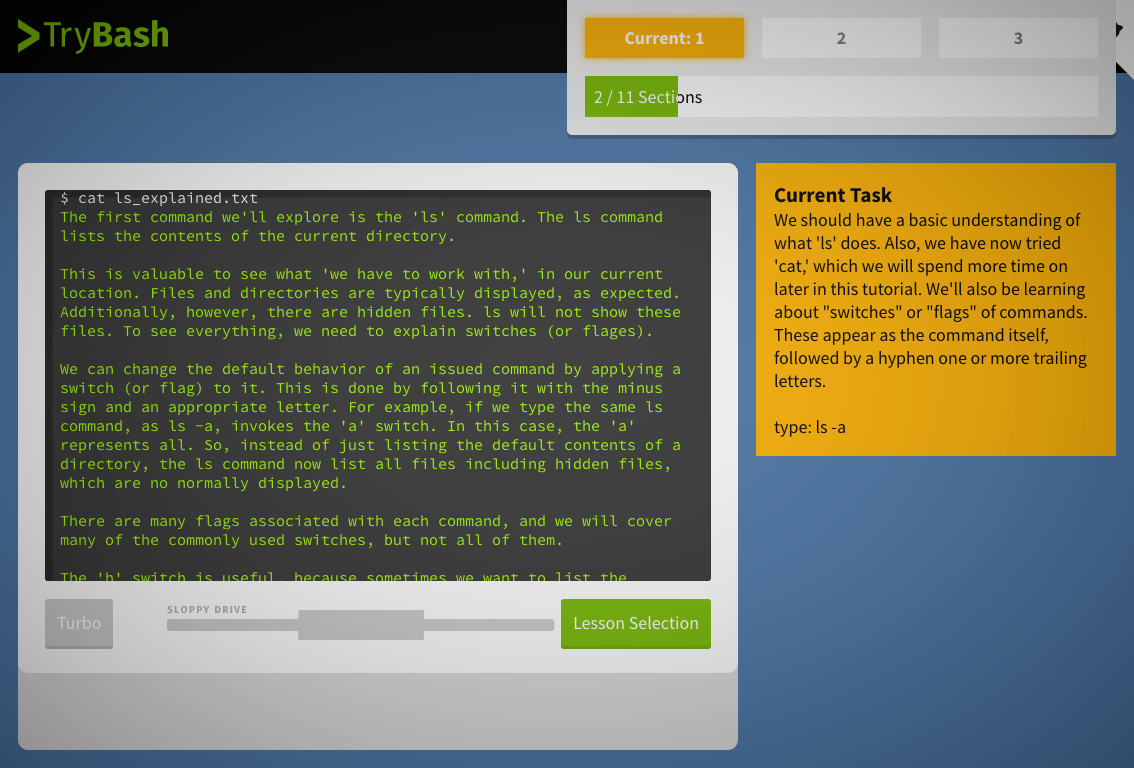 TryBash
Current: 1
2
3
2 / 11 Sections
$ cat ls_explained.txt
The first command we'll explore is the 'ls' command. The ls command
lists the contents of the current directory.
This is valuable to see what 'we have to work with,' in our current
location. Files and directories are typically displayed, as expected.
Additionally, however, there are hidden files. ls will not show these
files. To see everything, we need to explain switches (or flages).
We can change the default behavior of an issued command by applying a
switch (or flag) to it. This is done by following it with the minus
sign and an appropriate letter. For example, if we type the same ls
command, as ls -a, invokes the 'a' switch. In this case, the 'a'
represents all. So, instead of just listing the default contents of a
directory, the ls command now list all files including hidden files,
which are no normally displayed.
There are many flags associated with each command, and we will cover
many of the commonly used switches, but not all of them.
The 'h' switch is useful, because sometimes we want to list the
Turbo
SLOPPY DRIVE
Lesson Selection
Current Task
We should have a basic understanding of
what 'ls' does. Also, we have now tried
'cat,' which we will spend more time on
later in this tutorial. We'll also be learning
about "switches" or "flags" of commands.
These appear as the command itself,
followed by a hyphen one or more trailing
letters.
type: ls -a